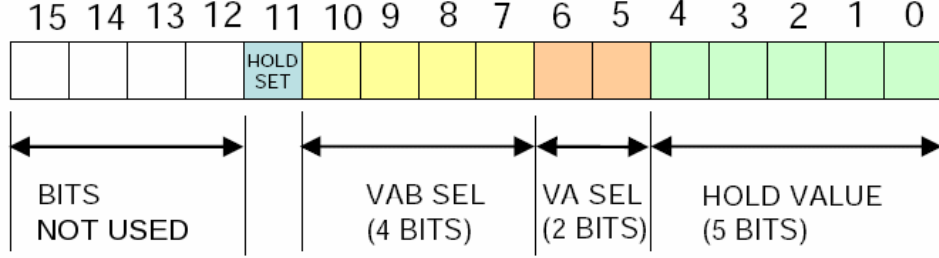 15 14 13 12 11 10 9 8 7 6 5 4 3 2 1 0
HOLD
SET
BITS
NOT USED
VAB SEL
(4 BITS)
VA SEL
(2 BITS)
HOLD VALUE
(5 BITS)